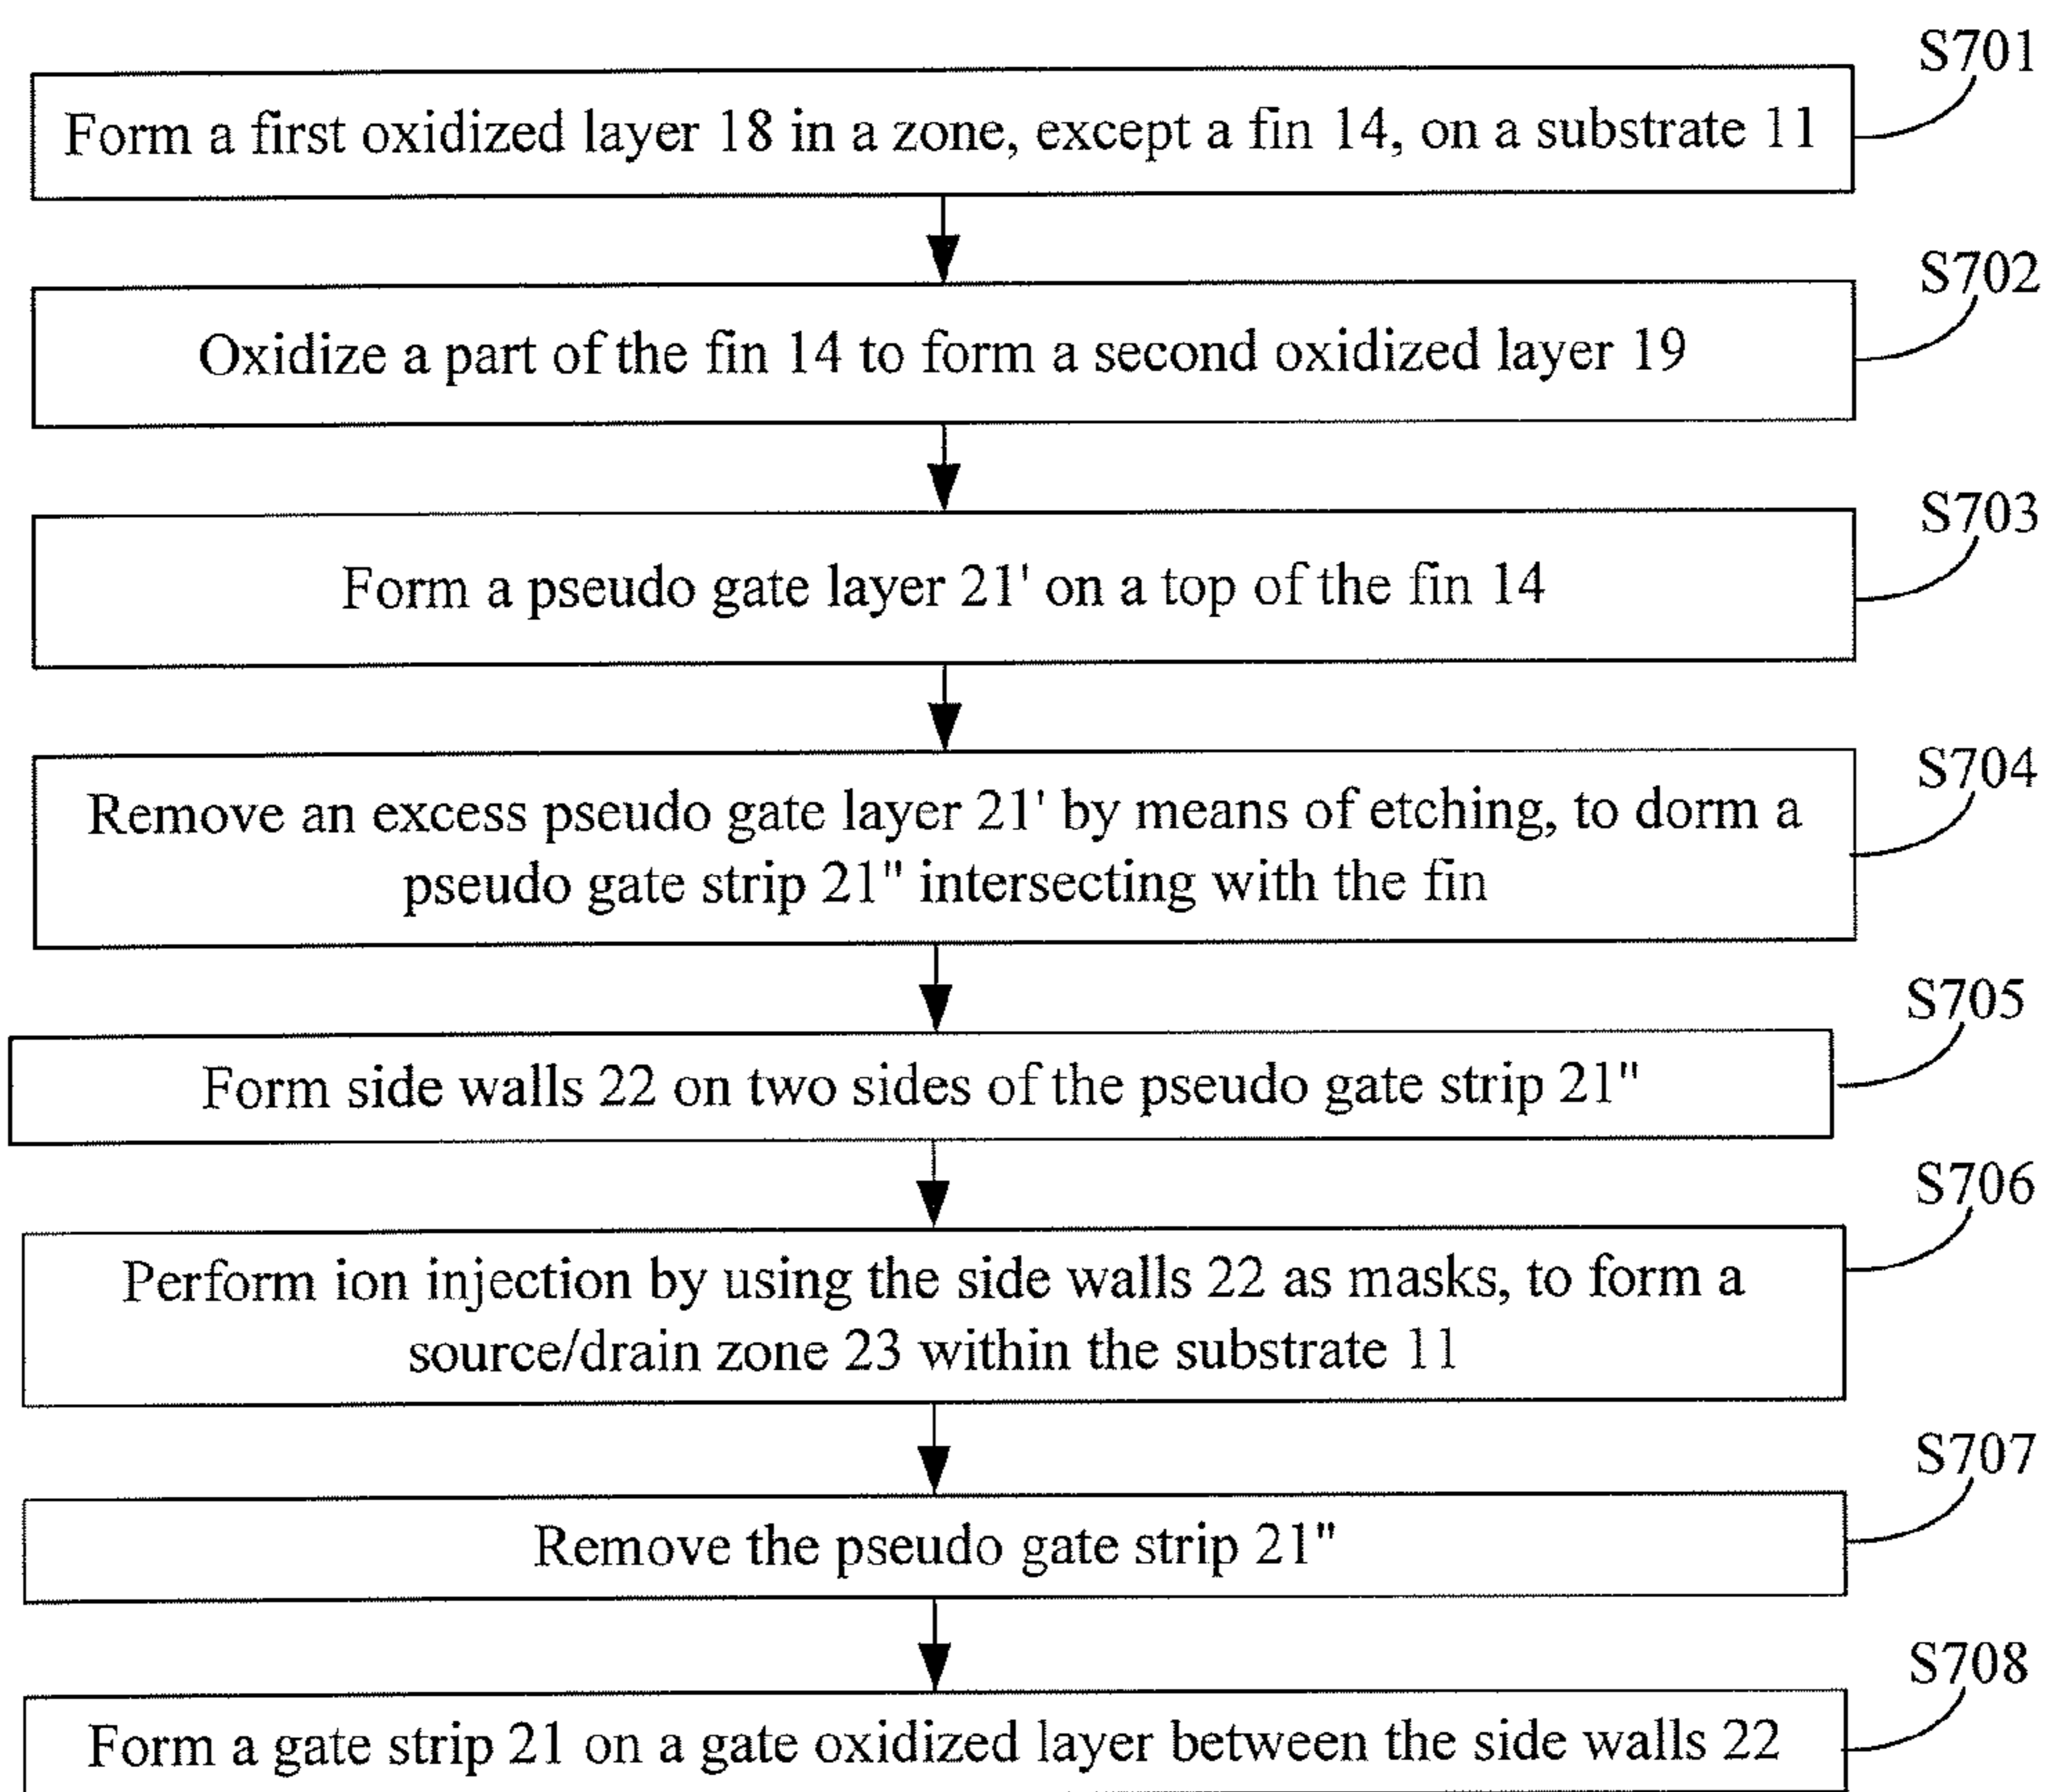 S701
Form a first oxidized layer 18 in a zone, except a fin 14, on a substrate 11
S702
Oxidize a part of the fin 14 to form a second oxidized layer 19
S703
Form a pseudo gate layer 21' on a top of the fin 14
S704
Remove an excess pseudo gate layer 21' by means of etching, to dorm a
pseudo gate strip 21" intersecting with the fin
S705
Form side walls 22 on two sides of the pseudo gate strip 21"
S706
Perform ion injection by using the side walls 22 as masks, to form a
source/drain zone 23 within the substrate 11
S707
Remove the pseudo gate strip 21"
S708
Form a gate strip 21 on a gate oxidized layer between the side walls 22